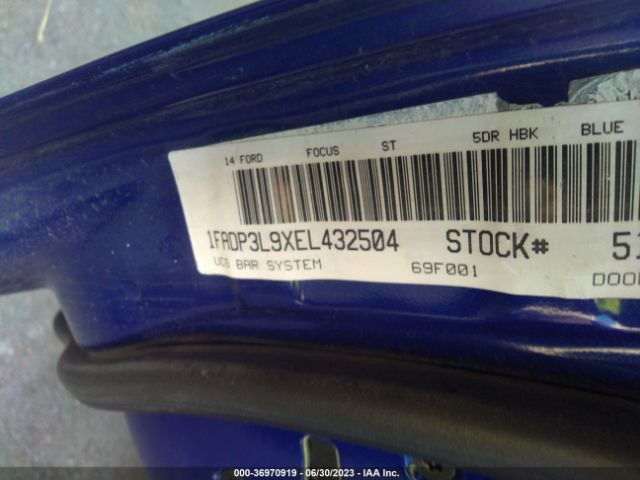 14 FORD FOCUS ST 5DR HBK BLUE
1FADP3L9XEL432504 STOCK# 51
UCS BAR SYSTEM 69F001
000-36970919 / 06/30/2023 - IAA Inc.